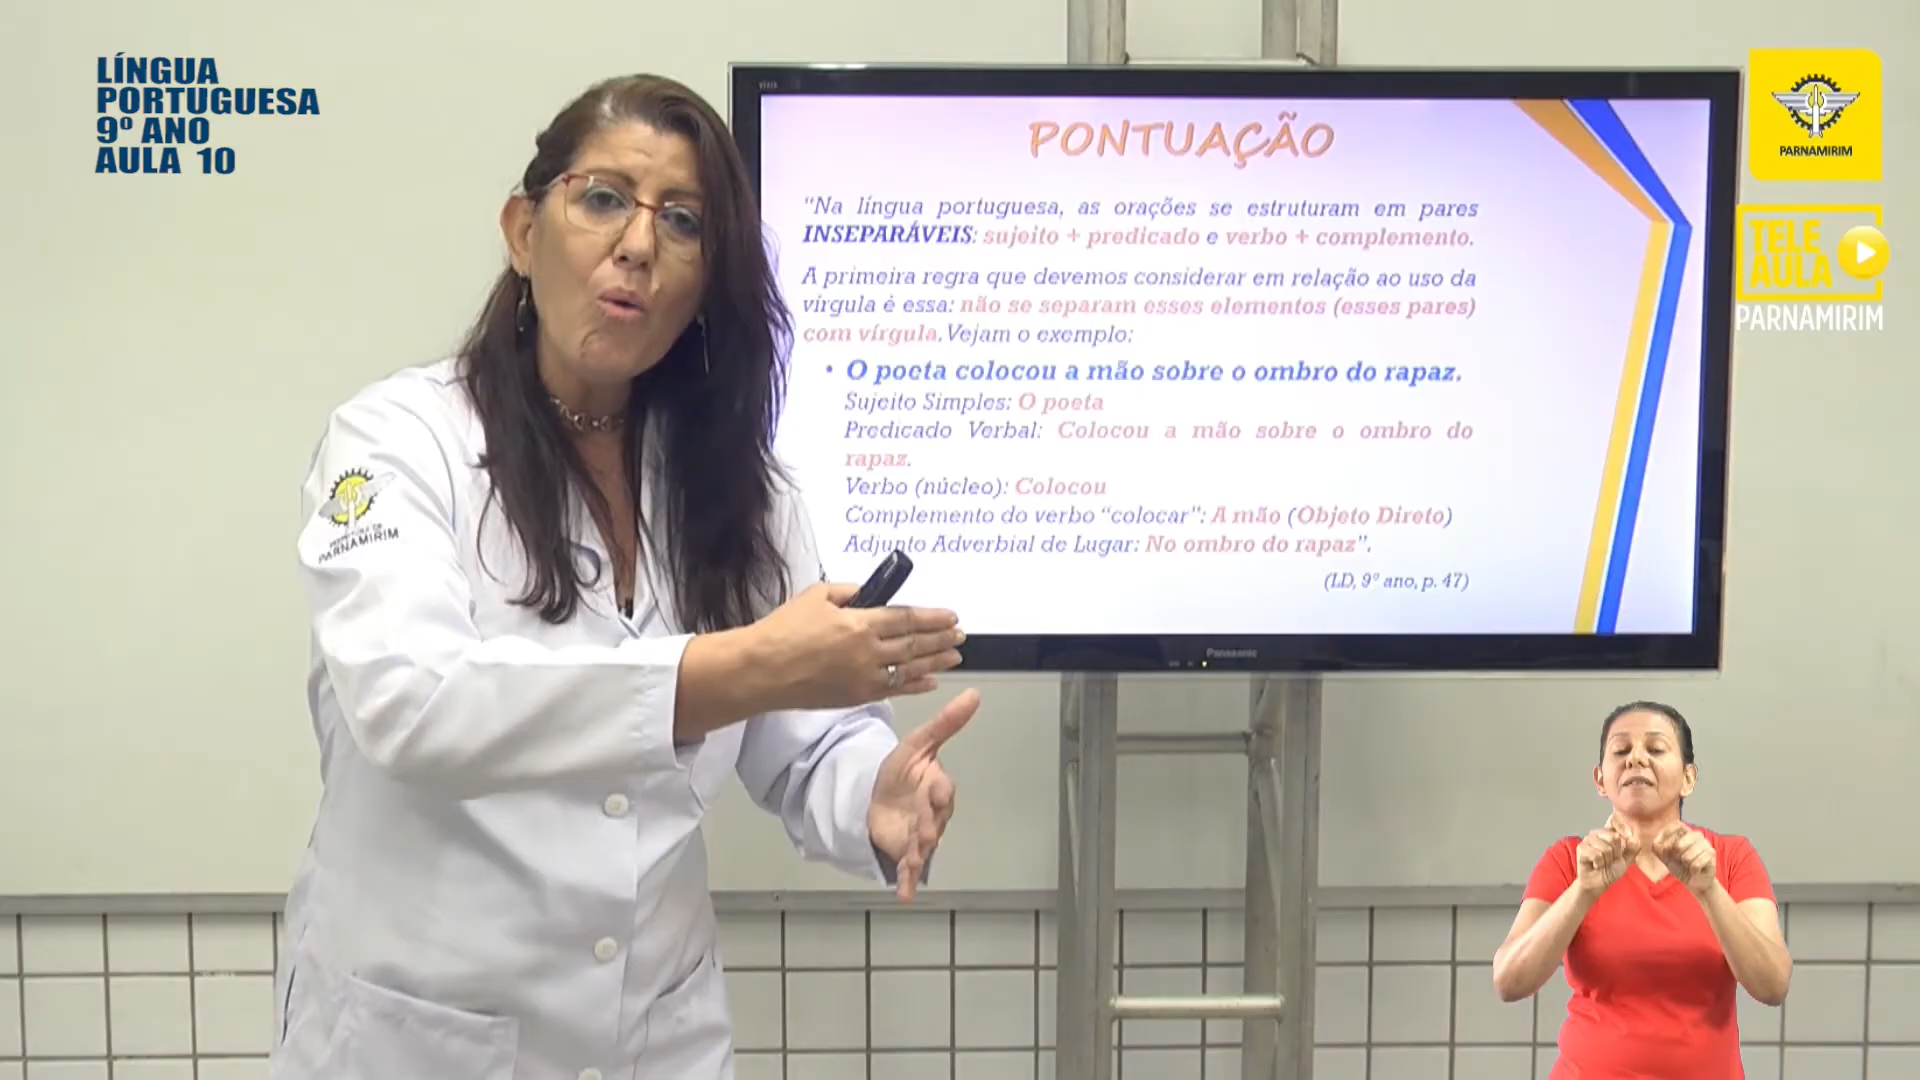 LÍNGUA
PORTUGUESA
9º ANO
AULA 10
PONTUAÇÃO
"Na língua portuguesa, as orações se estruturam em pares
INSEPARÁVEIS: sujeito + predicado e verbo + complemento.
A primeira regra que devemos considerar em relação ao uso da
vírgula é essa: não se separam esses elementos (esses pares)
com vírgula. Vejam o exemplo:
• O poeta colocou a mão sobre o ombro do rapaz.
Sujeito Simples: O poeta
Predicado Verbal: Colocou a mão sobre o ombro do
rapaz.
Verbo (núcleo): Colocou
Complemento do verbo "colocar": A mão (Objeto Direto)
Adjunto Adverbial de Lugar: No ombro do rapaz".
(LD, 9º ano, p. 47)
Panasonic
PARNAMIRIM
TELE
AULA
PARNAMIRIM
PREFEITURA DE
PARNAMIRIM